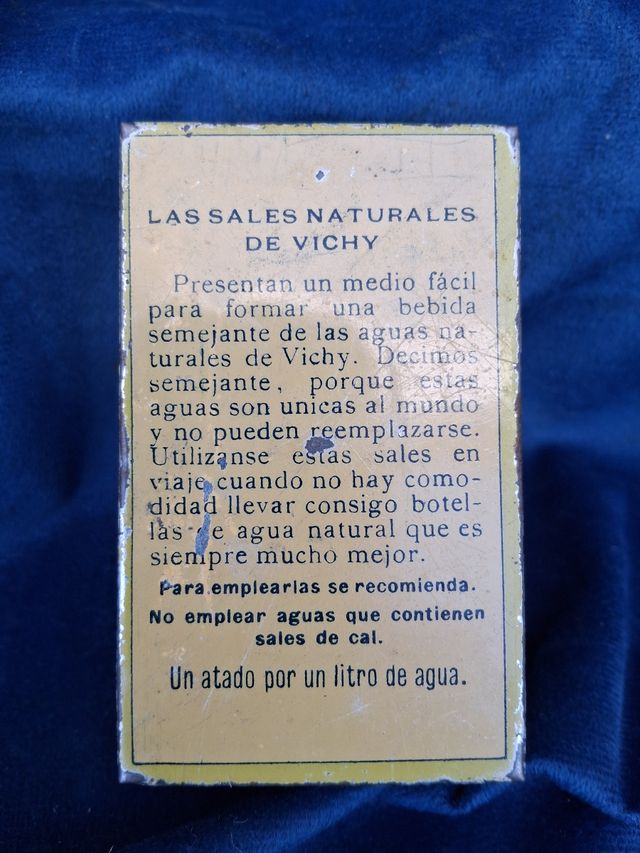 LAS SALES NATURALES
DE VICHY
Presentan un medio fácil
para formar una bebida
semejante de las aguas na-
turales de Vichy. Decimos
semejante, porque estas
aguas son unicas al mundo
y no pueden reemplazarse.
Utilizanse estas sales en
viaje cuando no hay como-
didad llevar consigo botel-
las de agua natural que es
siempre mucho mejor.
Para emplearlas se recomienda.
No emplear aguas que contienen
sales de cal.
Un atado por un litro de agua.